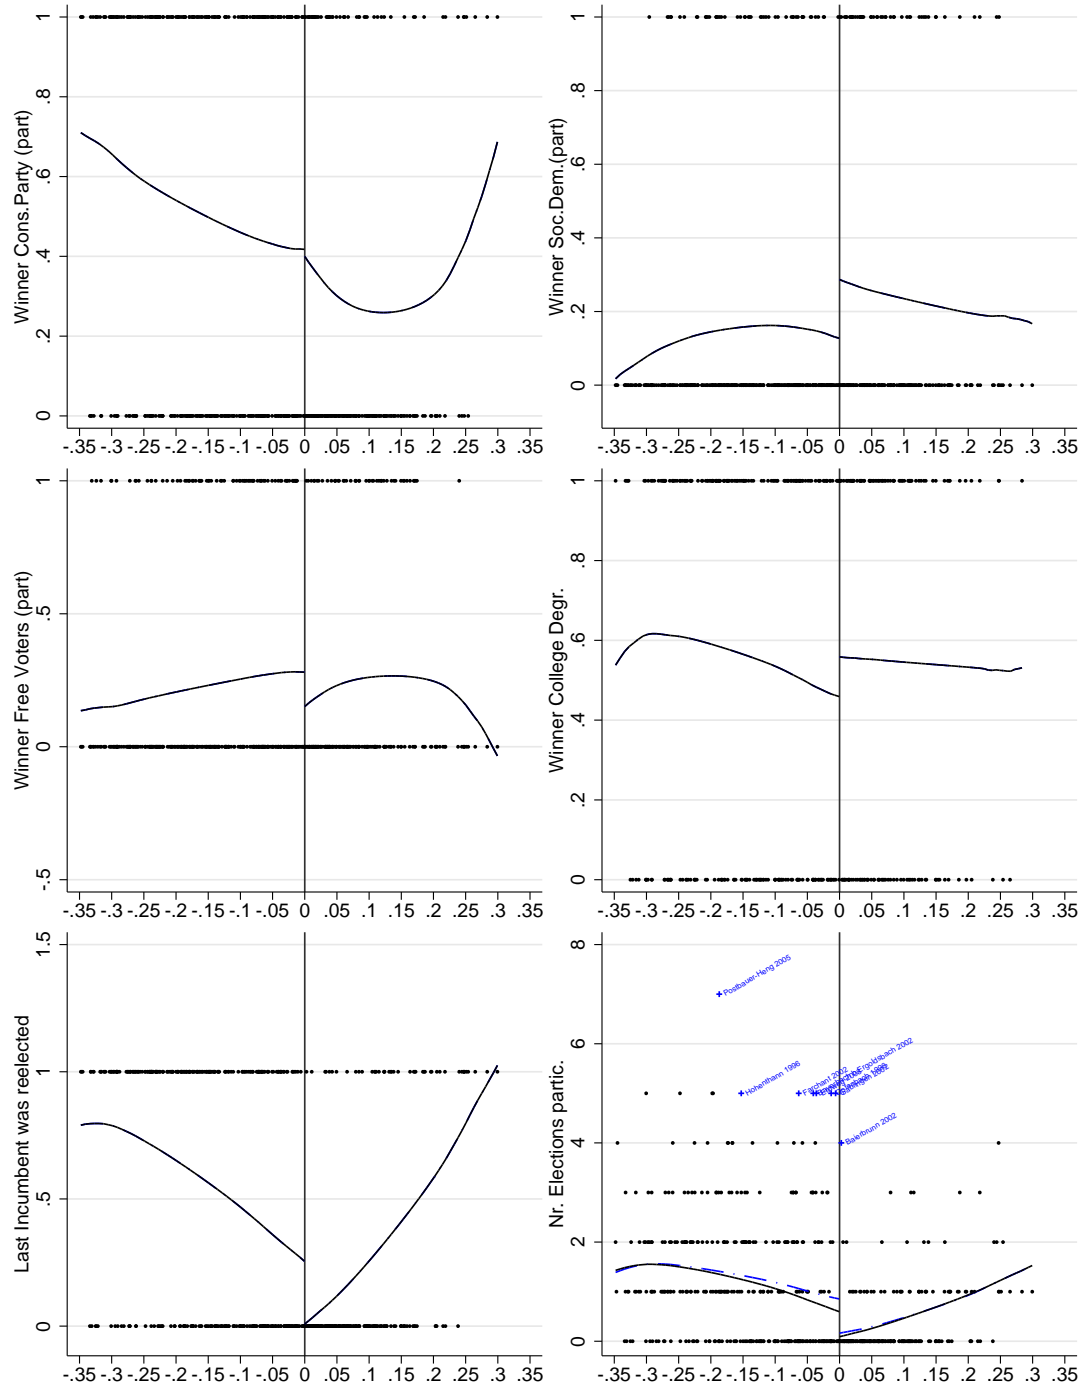 Winner Cons.Party (part)
1
.8
.6
.4
.2
0
-.35 -.3 -.25 -.2 -.15 -.1 -.05 0 .05 .1 .15 .2 .25 .3 .35
Winner Soc.Dem.(part)
1
.8
.6
.4
.2
0
-.35 -.3 -.25 -.2 -.15 -.1 -.05 0 .05 .1 .15 .2 .25 .3 .35
Winner Free Voters (part)
1
.5
0
-.5
-.35 -.3 -.25 -.2 -.15 -.1 -.05 0 .05 .1 .15 .2 .25 .3 .35
Winner College Degr.
1
.8
.6
.4
.2
0
-.35 -.3 -.25 -.2 -.15 -.1 -.05 0 .05 .1 .15 .2 .25 .3 .35
Last Incumbent was reelected
1.5
1
.5
0
-.35 -.3 -.25 -.2 -.15 -.1 -.05 0 .05 .1 .15 .2 .25 .3 .35
Nr. Elections partic.
8
6
4
2
0
Postbauer-Heng 2005
Hohenthann 1996
Farchant 2002
Ergoldsbach 2002
Baierbrunn 2002
-.35 -.3 -.25 -.2 -.15 -.1 -.05 0 .05 .1 .15 .2 .25 .3 .35